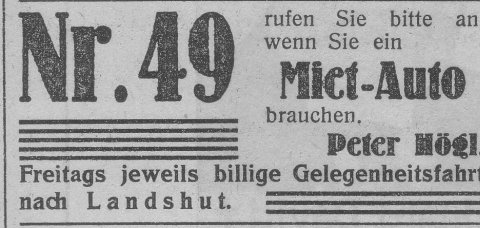 Nr. 49
rufen Sie bitte an
wenn Sie ein
Miet-Auto
brauchen.
Peter Högl.
Freitags jeweils billige Gelegenheitsfahrt
nach Landshut.